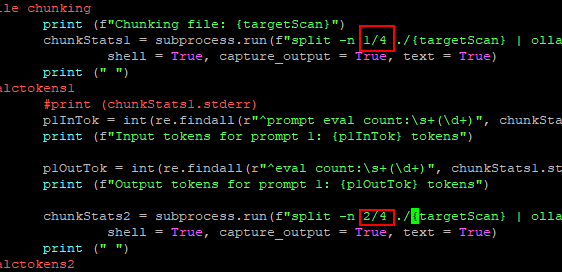 ile chunking
print (f"Chunking file: {targetScan}")
chunkStats1 = subprocess.run(f"split -n 1/4 ./{targetScan} | olla
shell = True, capture_output = True, text = True)
print (" ")
alctokens1
#print (chunkStats1.stderr)
p1InTok = int(re.findall(r"^prompt eval count:\s+(\d+)", chunkSta
print (f"Input tokens for prompt 1: {p1InTok} tokens")
p1OutTok = int(re.findall(r"^eval count:\s+(\d+)", chunkStats1.st
print (f"Output tokens for prompt 1: {p1OutTok} tokens")
chunkStats2 = subprocess.run(f"split -n 2/4 ./{targetScan} | olla
shell = True, capture_output = True, text = True)
print (" ")
alctokens2